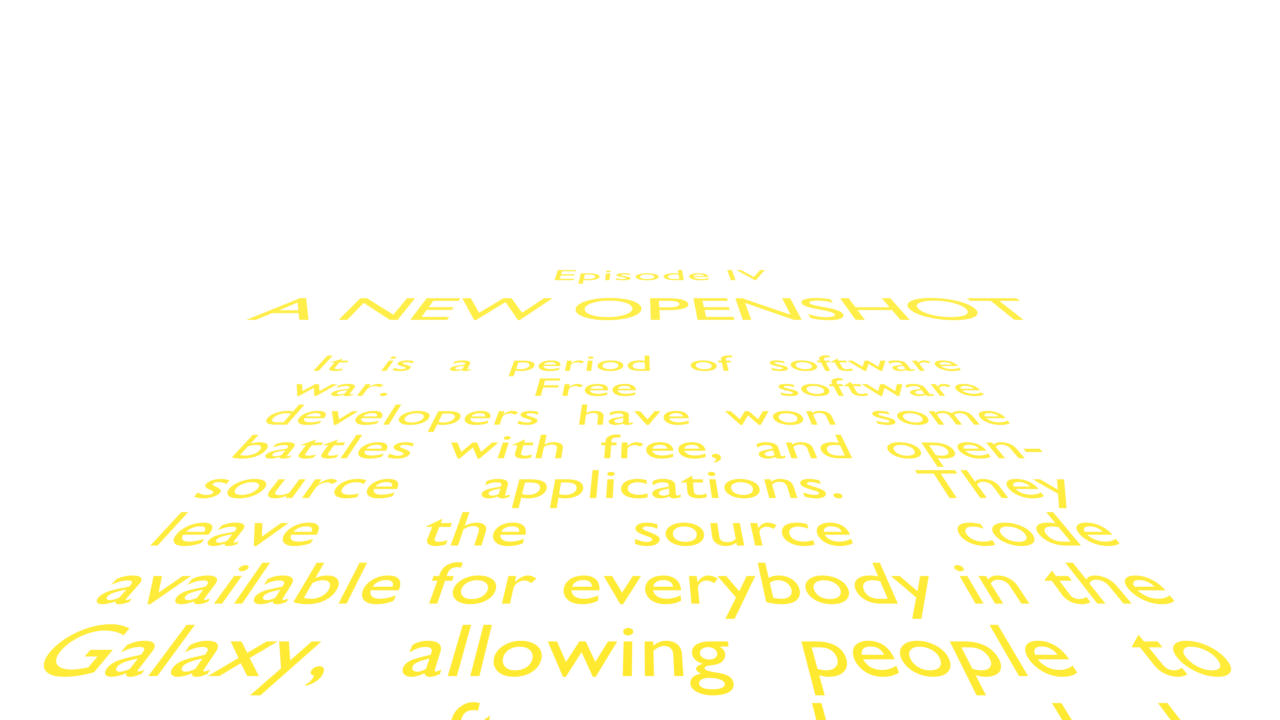 Episode IV
A NEW OPENSHOT
It is a period of software
war. Free software
developers have won some
battles with free, and open-
source applications. They
leave the source code
available for everybody in the
Galaxy, allowing people to